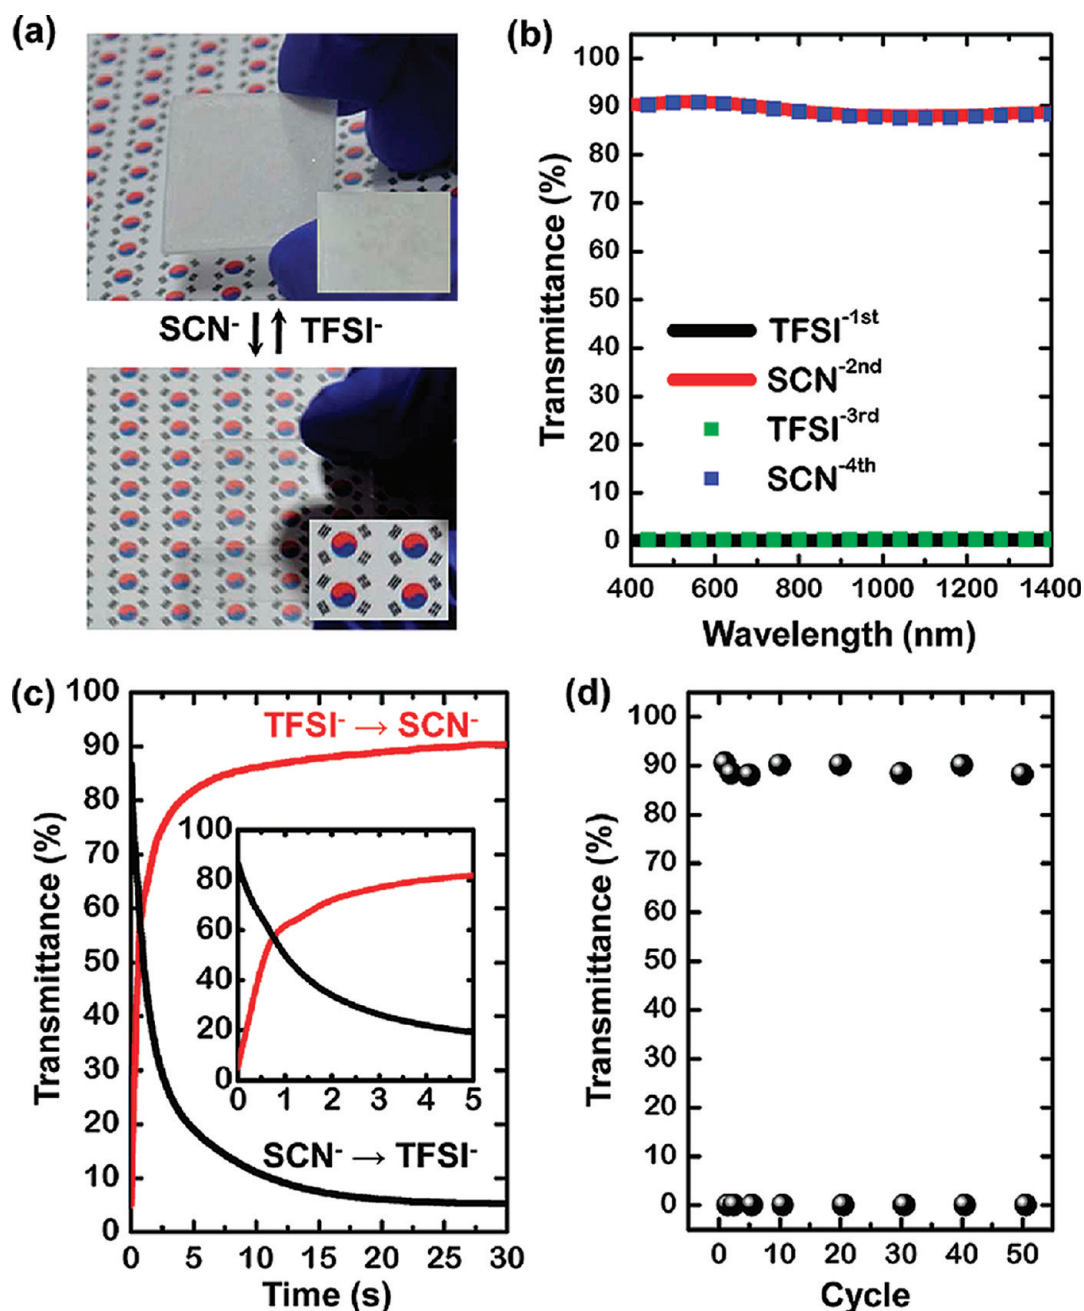 (a)
SCN⁻ ↓↑ TFSI⁻
(b)
Transmittance (%)
100
90
80
70
60
50
40
30
20
10
0
400 600 800 1000 1200 1400
Wavelength (nm)
TFSI⁻¹ˢᵗ
SCN⁻²ⁿᵈ
TFSI⁻³ʳᵈ
SCN⁻⁴ᵗʰ
(c)
Transmittance (%)
100
90
80
70
60
50
40
30
20
10
0
0 5 10 15 20 25 30
Time (s)
TFSI⁻ → SCN⁻
100
80
60
40
20
0
0 1 2 3 4 5
SCN⁻ → TFSI⁻
(d)
Transmittance (%)
100
90
80
70
60
50
40
30
20
10
0
0 10 20 30 40 50
Cycle